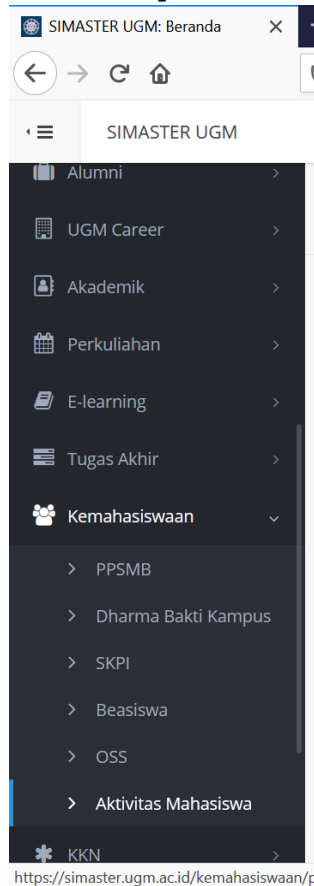 SIMASTER UGM: Beranda
SIMASTER UGM
Alumni
UGM Career
Akademik
Perkuliahan
E-learning
Tugas Akhir
Kemahasiswaan
PPSMB
Dharma Bakti Kampus
SKPI
Beasiswa
OSS
Aktivitas Mahasiswa
KKN
https://simaster.ugm.ac.id/kemahasiswaan/p